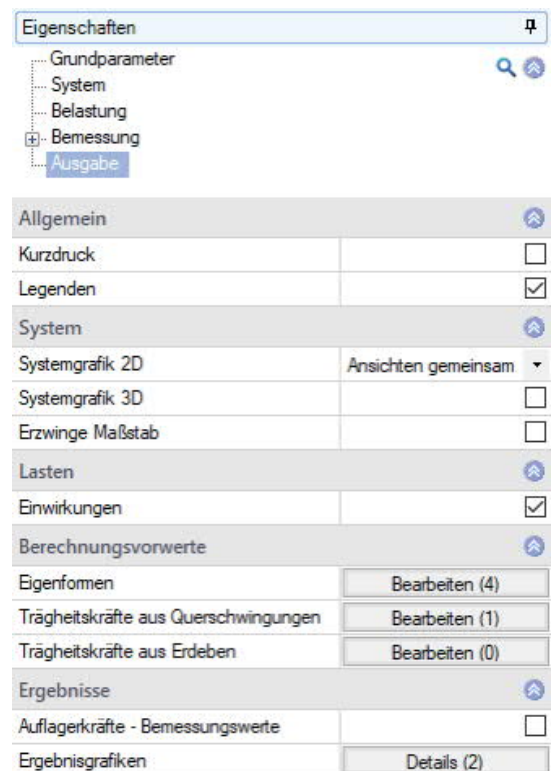 Eigenschaften
Grundparameter
System
Belastung
Bemessung
Ausgabe
Allgemein
Kurzdruck
Legenden
System
Systemgrafik 2D Ansichten gemeinsam
Systemgrafik 3D
Erzwinge Maßstab
Lasten
Einwirkungen
Berechnungsvorwerte
Eigenformen Bearbeiten (4)
Trägheitskräfte aus Querschwingungen Bearbeiten (1)
Trägheitskräfte aus Erdeben Bearbeiten (0)
Ergebnisse
Auflagerkräfte - Bemessungswerte
Ergebnisgrafiken Details (2)